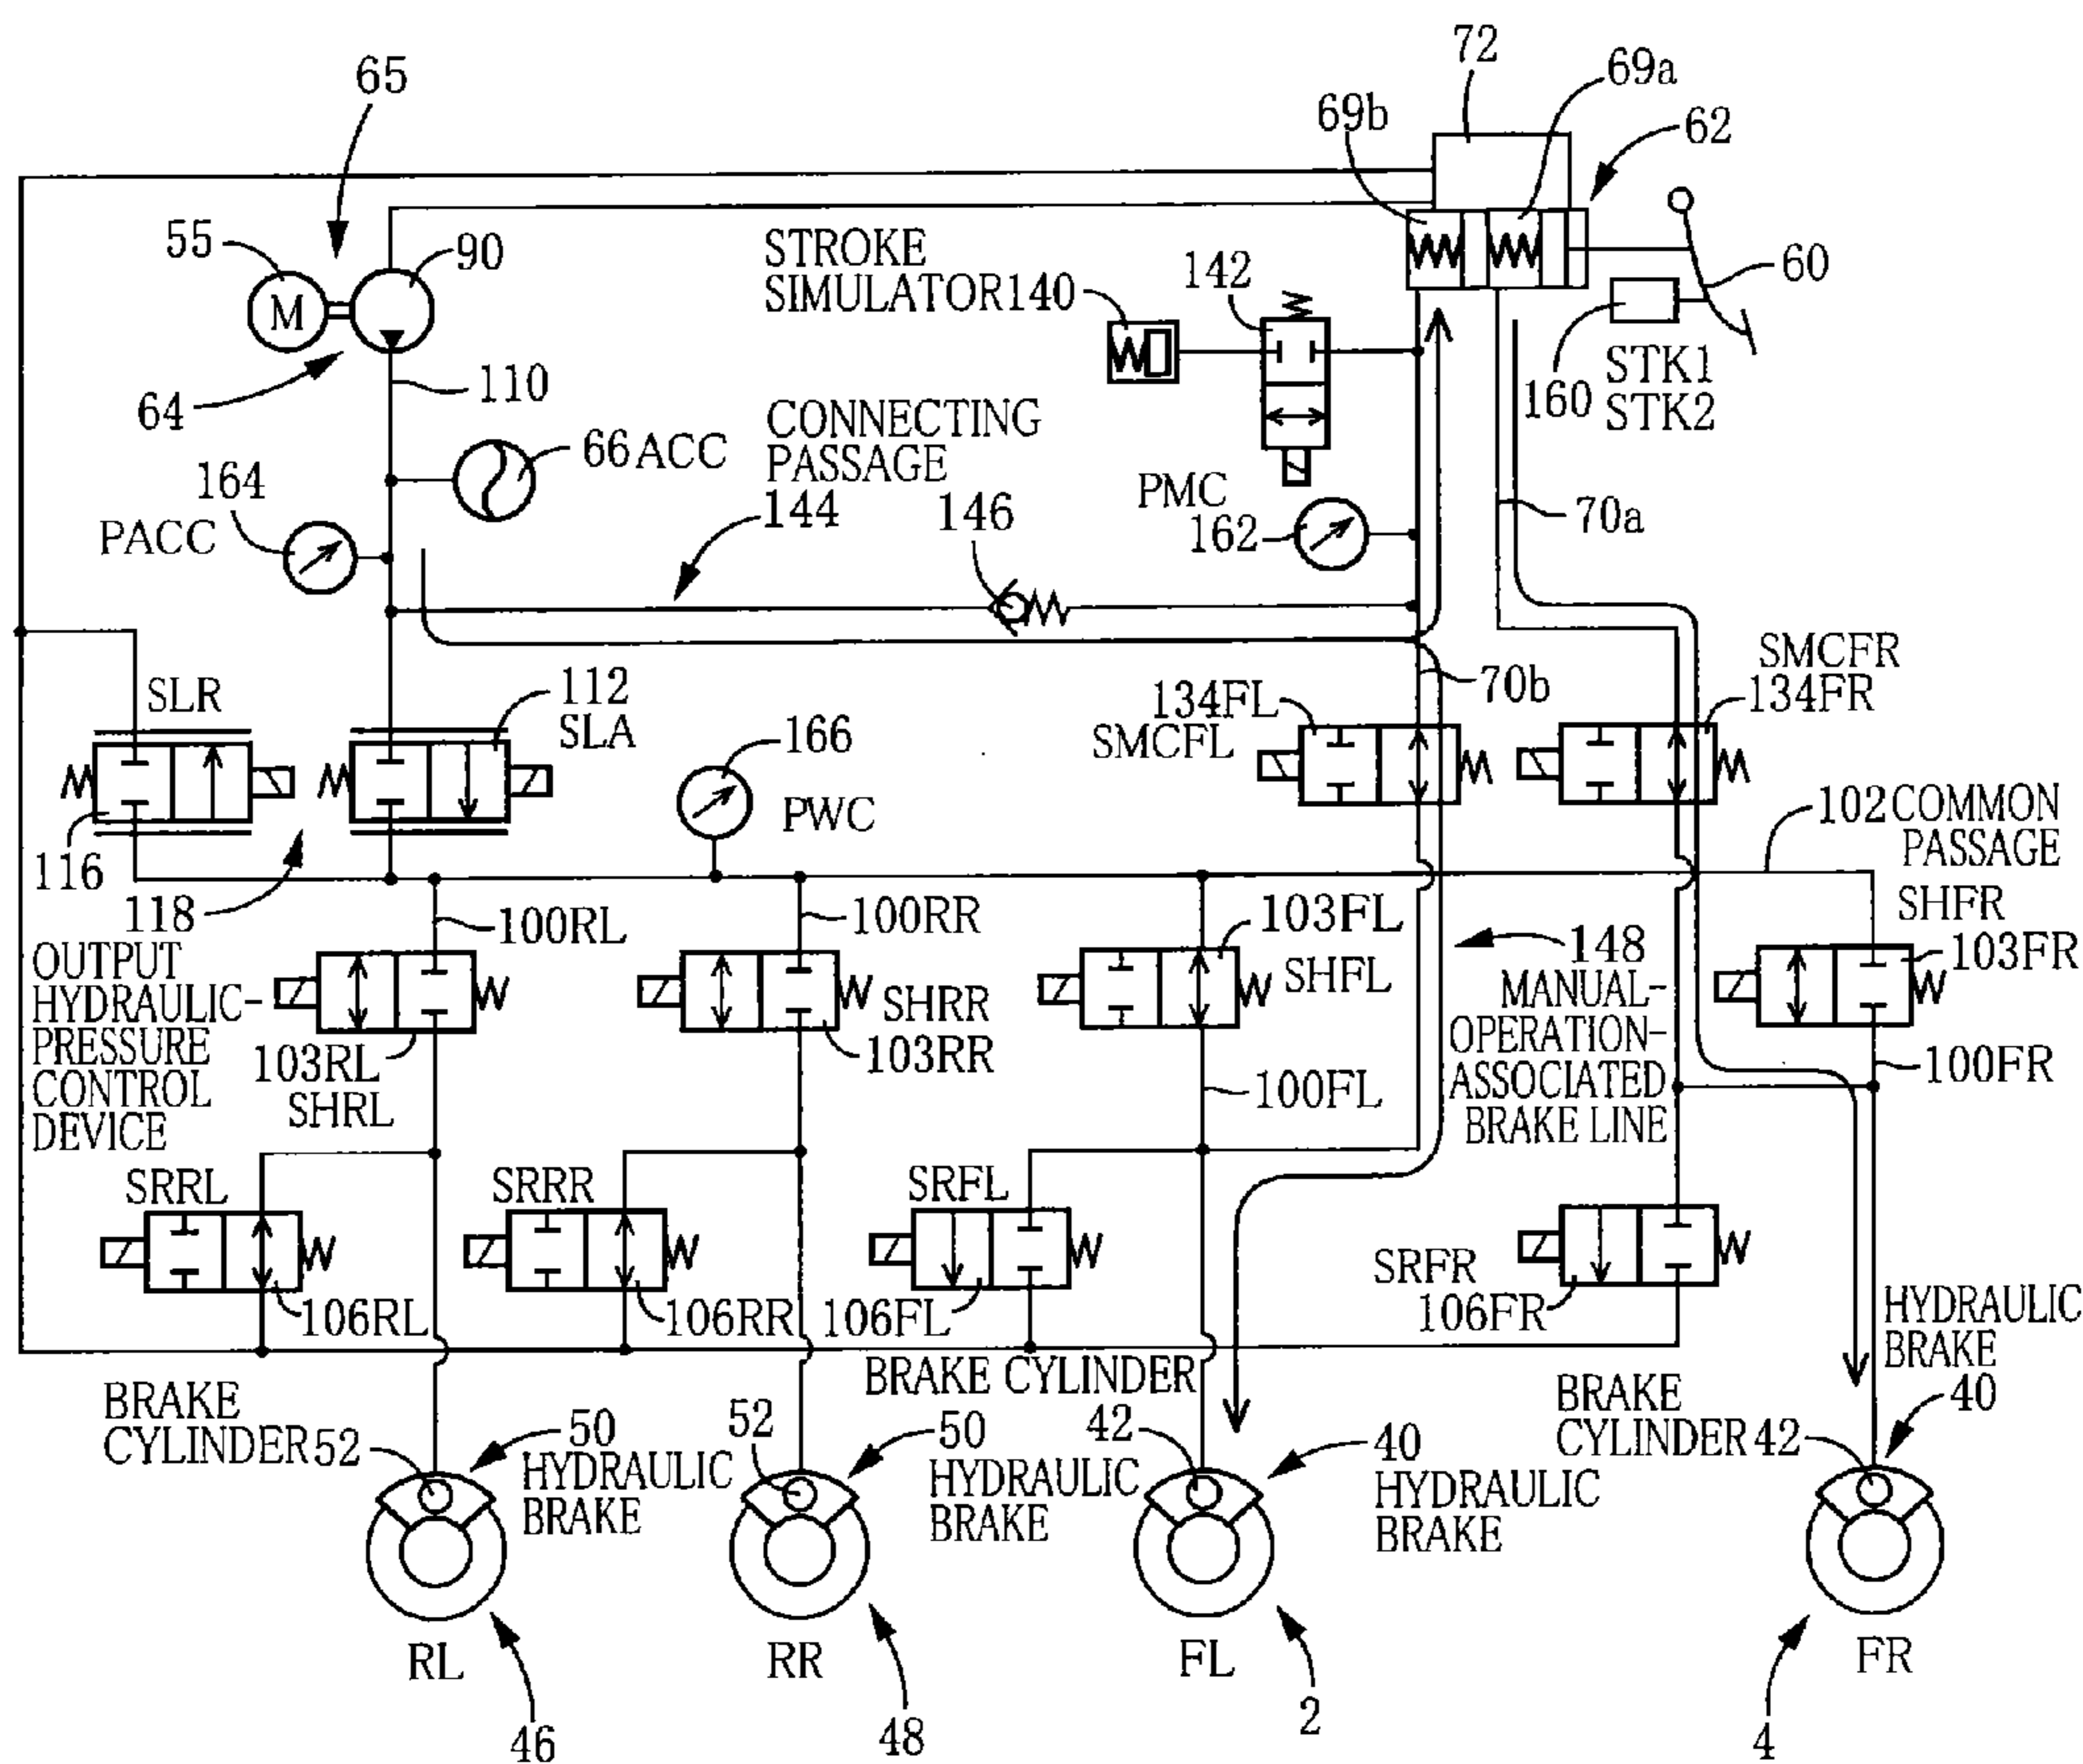 72
69a
65
69b
62
55
90
STROKE
SIMULATOR140
142
60
M
110
STK1
160
STK2
64
CONNECTING
PASSAGE
66ACC
164
PMC
144
146
70a
PACC
162
SMCFR
SLR
112
70b
134FR
134FL
SLA
SMCFL
166
PWC
102COMMON
PASSAGE
116
118
100RL
100RR
103FL
SHFR
148
103FR
OUTPUT
HYDRAULIC-
PRESSURE
CONTROL
DEVICE
SHFL
MANUAL-
OPERATION-
ASSOCIATED
BRAKE LINE
SHRR
103RL
103RR
SHRL
100FL
100FR
SRRL
SRRR
SRFL
SRFR
106RL
106RR
106FL
106FR
HYDRAULIC
BRAKE
BRAKE CYLINDER
BRAKE
CYLINDER52
50
HYDRAULIC
BRAKE
52
50
HYDRAULIC
BRAKE
42
40
HYDRAULIC
BRAKE
BRAKE
CYLINDER42
40
RL
RR
FL
FR
46
48
2
4